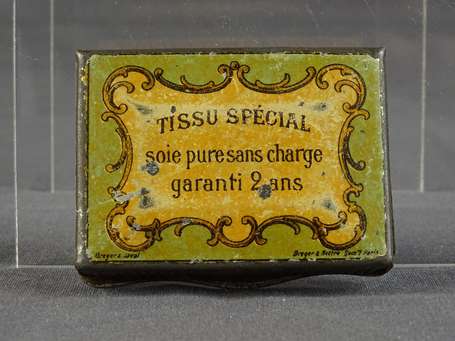 TISSU SPÉCIAL
soie pure sans charge
garanti 2 ans